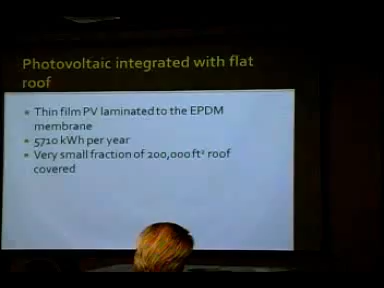 Photovoltaic integrated with flat
roof
Thin film PV laminated to the EPDM
membrane
5710 kWh per year
Very small fraction of 200,000 ft² roof
covered